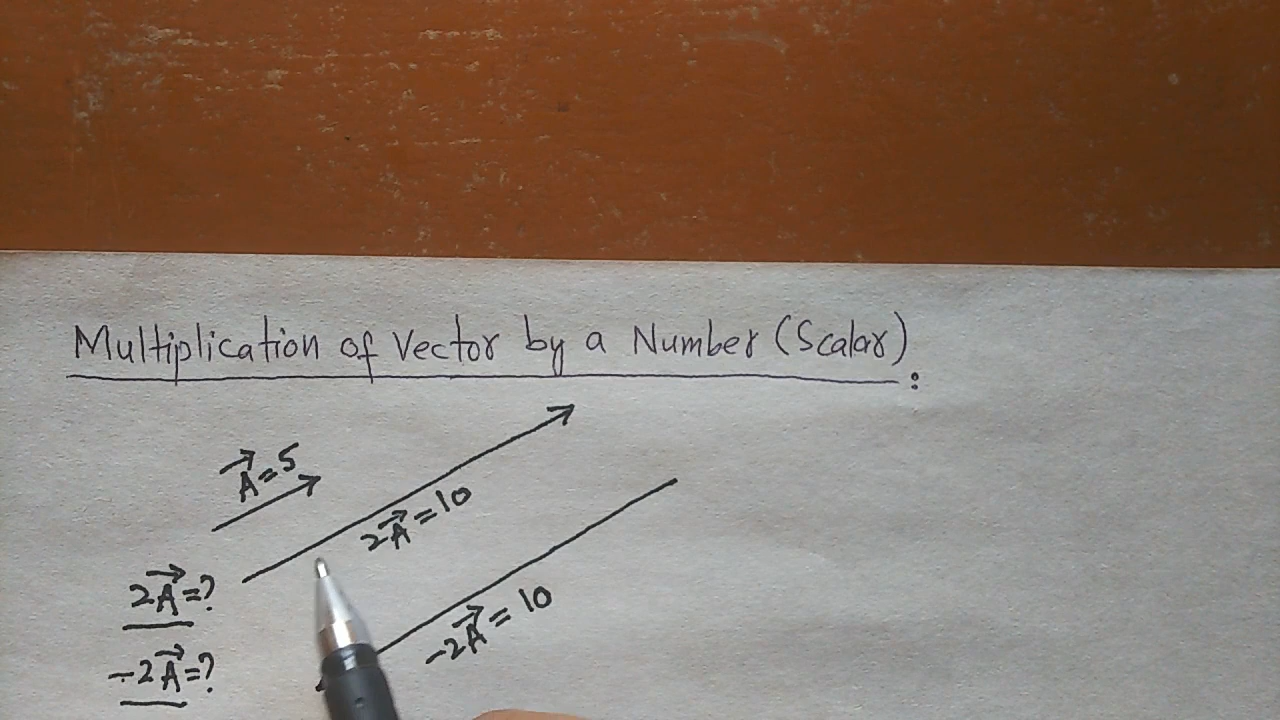 Multiplication of Vector by a Number (Scalar) :
A⃗ = 5
2A⃗ = 10
2A⃗ = ?
-2A⃗ = 10
-2A⃗ = ?